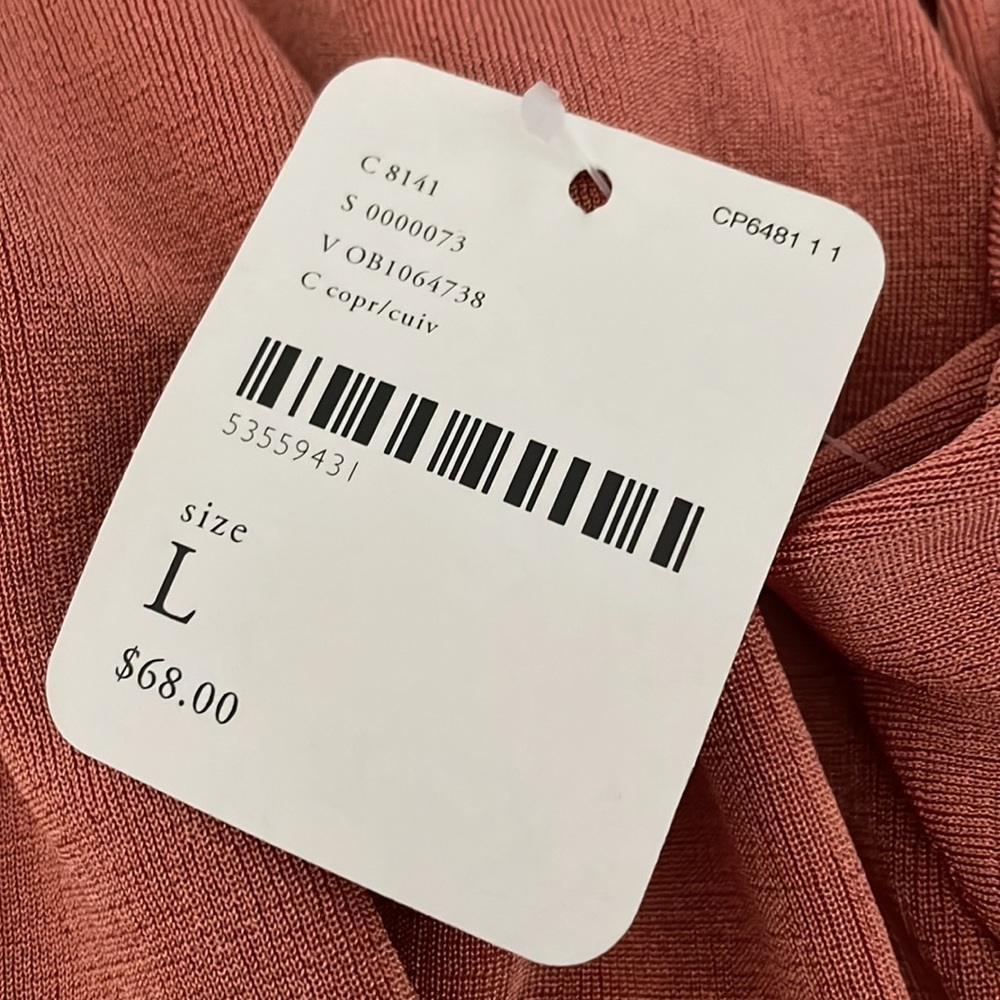 C 8141
S 0000073
V OB1064738
C copr/cuiv
CP6481 1 1
53559431
size
L
$68.00